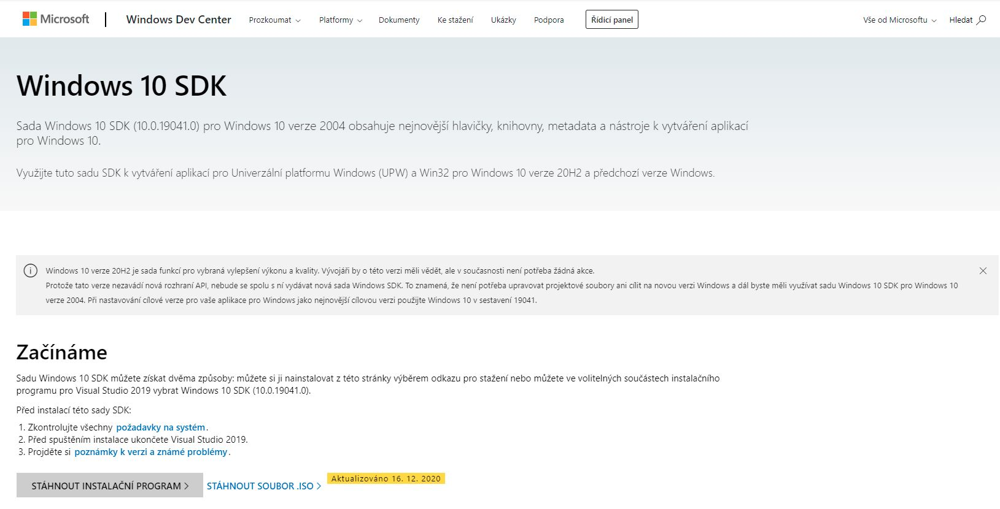 Microsoft Windows Dev Center Prozkoumat Platformy Dokumenty Ke stažení Ukázky Podpora Řídicí panel Vše od Microsoftu Hledat
Windows 10 SDK
Sada Windows 10 SDK (10.0.19041.0) pro Windows 10 verze 2004 obsahuje nejnovější hlavičky, knihovny, metadata a nástroje k vytváření aplikací
pro Windows 10.
Využijte tuto sadu SDK k vytváření aplikací pro Univerzální platformu Windows (UPW) a Win32 pro Windows 10 verze 20H2 a předchozí verze Windows.
Windows 10 verze 20H2 je sada funkcí pro vybraná vylepšení výkonu a kvality. Vývojáři by o této verzi měli vědět, ale v současnosti není potřeba žádná akce.
Protože tato verze nezavádí nová rozhraní API, nebude se spolu s ní vydávat nová sada Windows SDK. To znamená, že není potřeba upravovat projektové soubory ani cílit na novou verzi Windows a dál byste měli využívat sadu Windows 10 SDK pro Windows 10
verze 2004. Při nastavování cílové verze pro vaše aplikace pro Windows jako nejnovější cílovou verzi použijte Windows 10 v sestavení 19041.
Začínáme
Sadu Windows 10 SDK můžete získat dvěma způsoby: můžete si ji nainstalovat z této stránky výběrem odkazu pro stažení nebo můžete ve volitelných součástech instalačního
programu pro Visual Studio 2019 vybrat Windows 10 SDK (10.0.19041.0).
Před instalací této sady SDK:
1. Zkontrolujte všechny požadavky na systém.
2. Před spuštěním instalace ukončete Visual Studio 2019.
3. Projděte si poznámky k verzi a známé problémy.
STÁHNOUT INSTALAČNÍ PROGRAM STÁHNOUT SOUBOR .ISO Aktualizováno 16. 12. 2020